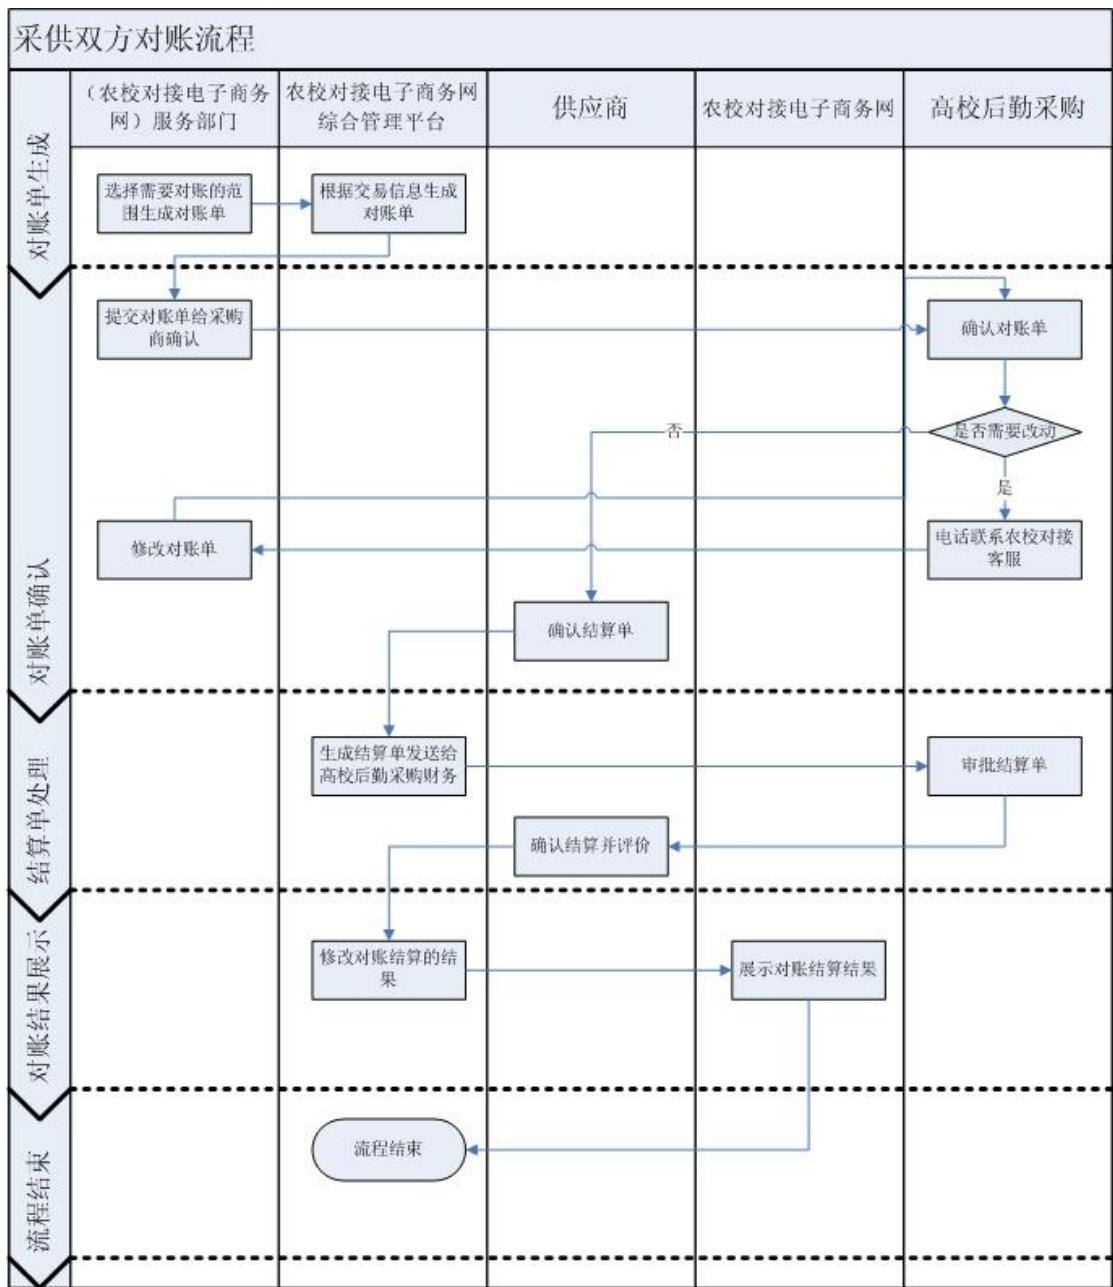 采供双方对账流程
（农校对接电子商务
网）服务部门
农校对接电子商务网
综合管理平台
供应商
农校对接电子商务网
高校后勤采购
对账单生成
选择需要对账的范
围生成对账单
根据交易信息生成
对账单
对账单确认
提交对账单给采购
商确认
确认对账单
是否需要改动
否
是
修改对账单
电话联系农校对接
客服
确认结算单
结算单处理
生成结算单发送给
高校后勤采购财务
审批结算单
确认结算并评价
对账结果展示
修改对账结算的结
果
展示对账结算结果
流程结束
流程结束